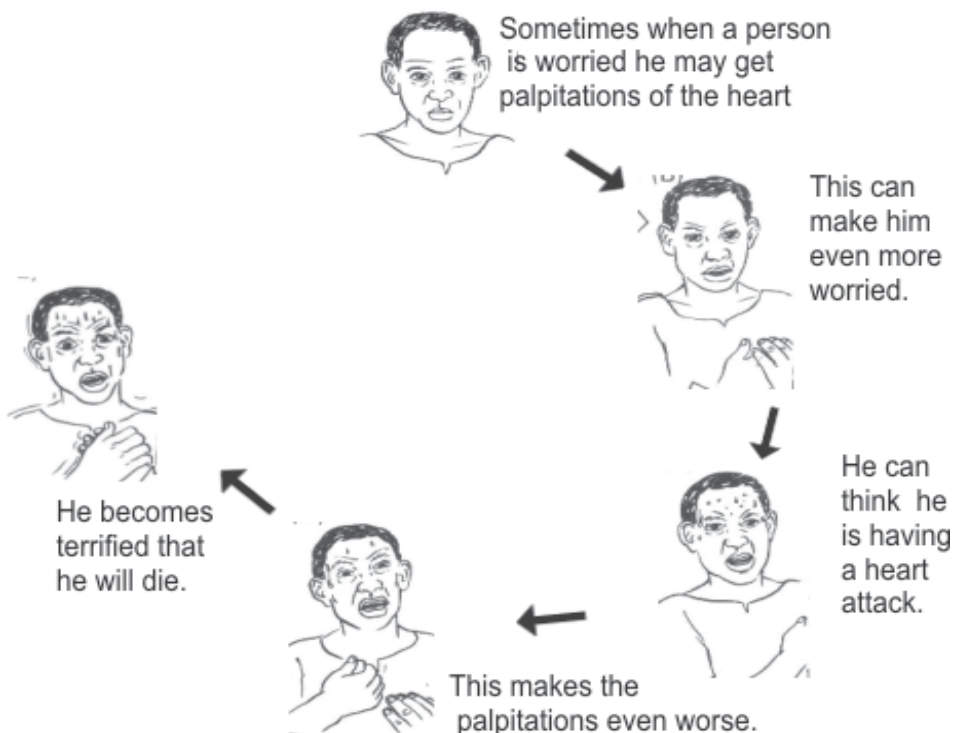 Sometimes when a person
is worried he may get
palpitations of the heart
This can
make him
even more
worried.
He can
think he
is having
a heart
attack.
This makes the
palpitations even worse.
He becomes
terrified that
he will die.